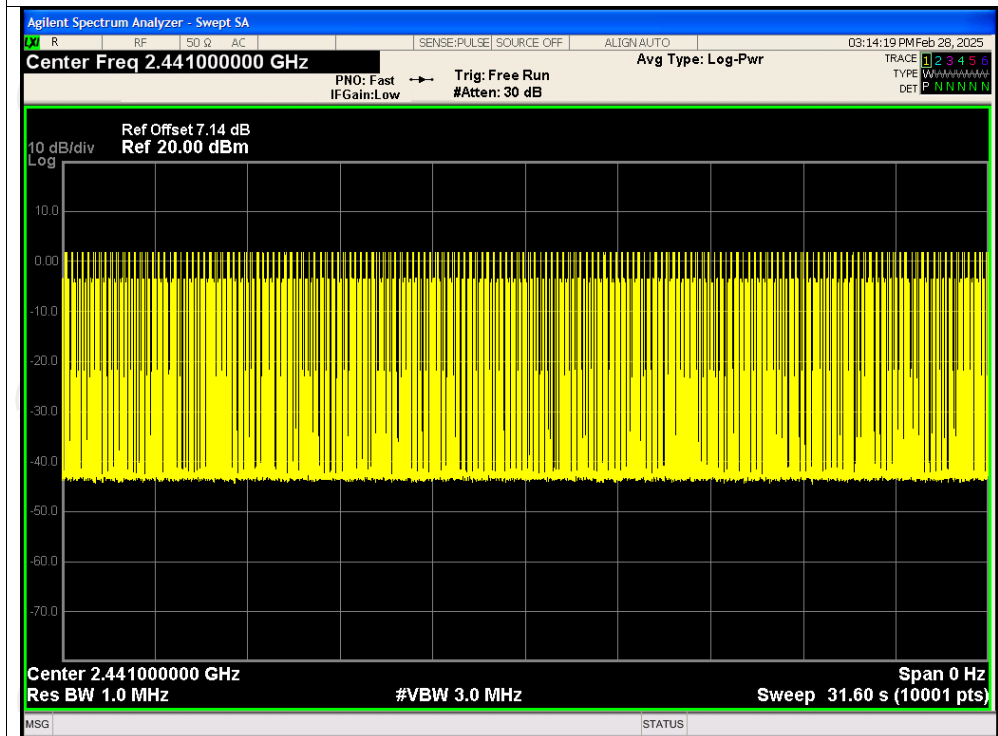 Agilent Spectrum Analyzer - Swept SA
LXI R RF 50 Ω AC SENSE:PULSE SOURCE OFF ALIGN AUTO 03:14:19 PM Feb 28, 2025
Center Freq 2.441000000 GHz Avg Type: Log-Pwr TRACE 1 2 3 4 5 6
PNO: Fast Trig: Free Run TYPE W
IFGain:Low #Atten: 30 dB DET P N N N N N
Ref Offset 7.14 dB
10 dB/div Ref 20.00 dBm
Log
10.0
0.00
-10.0
-20.0
-30.0
-40.0
-50.0
-60.0
-70.0
Center 2.441000000 GHz Span 0 Hz
Res BW 1.0 MHz #VBW 3.0 MHz Sweep 31.60 s (10001 pts)
MSG STATUS